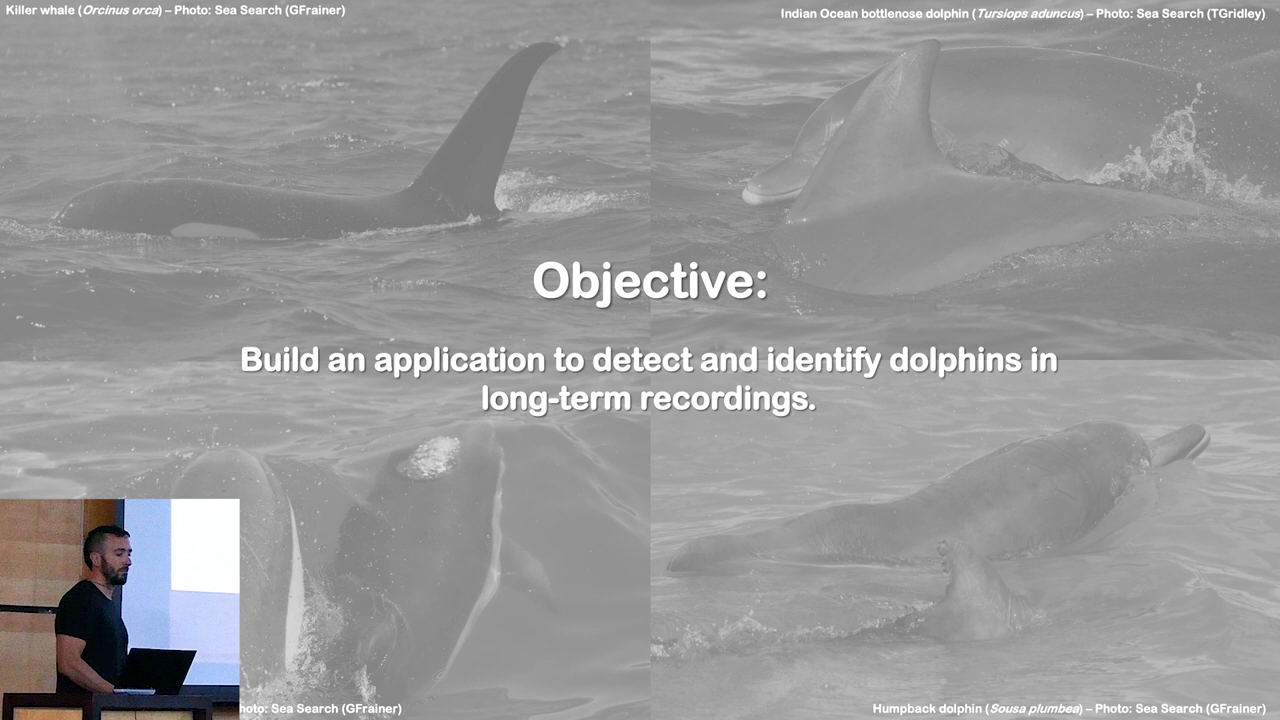 Killer whale (Orcinus orca) – Photo: Sea Search (GFrainer)
Indian Ocean bottlenose dolphin (Tursiops aduncus) – Photo: Sea Search (TGridley)
Objective:
Build an application to detect and identify dolphins in
long-term recordings.
hoto: Sea Search (GFrainer)
Humpback dolphin (Sousa plumbea) – Photo: Sea Search (GFrainer)